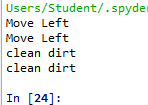 Users/Student/.spyder
Move Left
Move Left
clean dirt
clean dirt
In [24]: